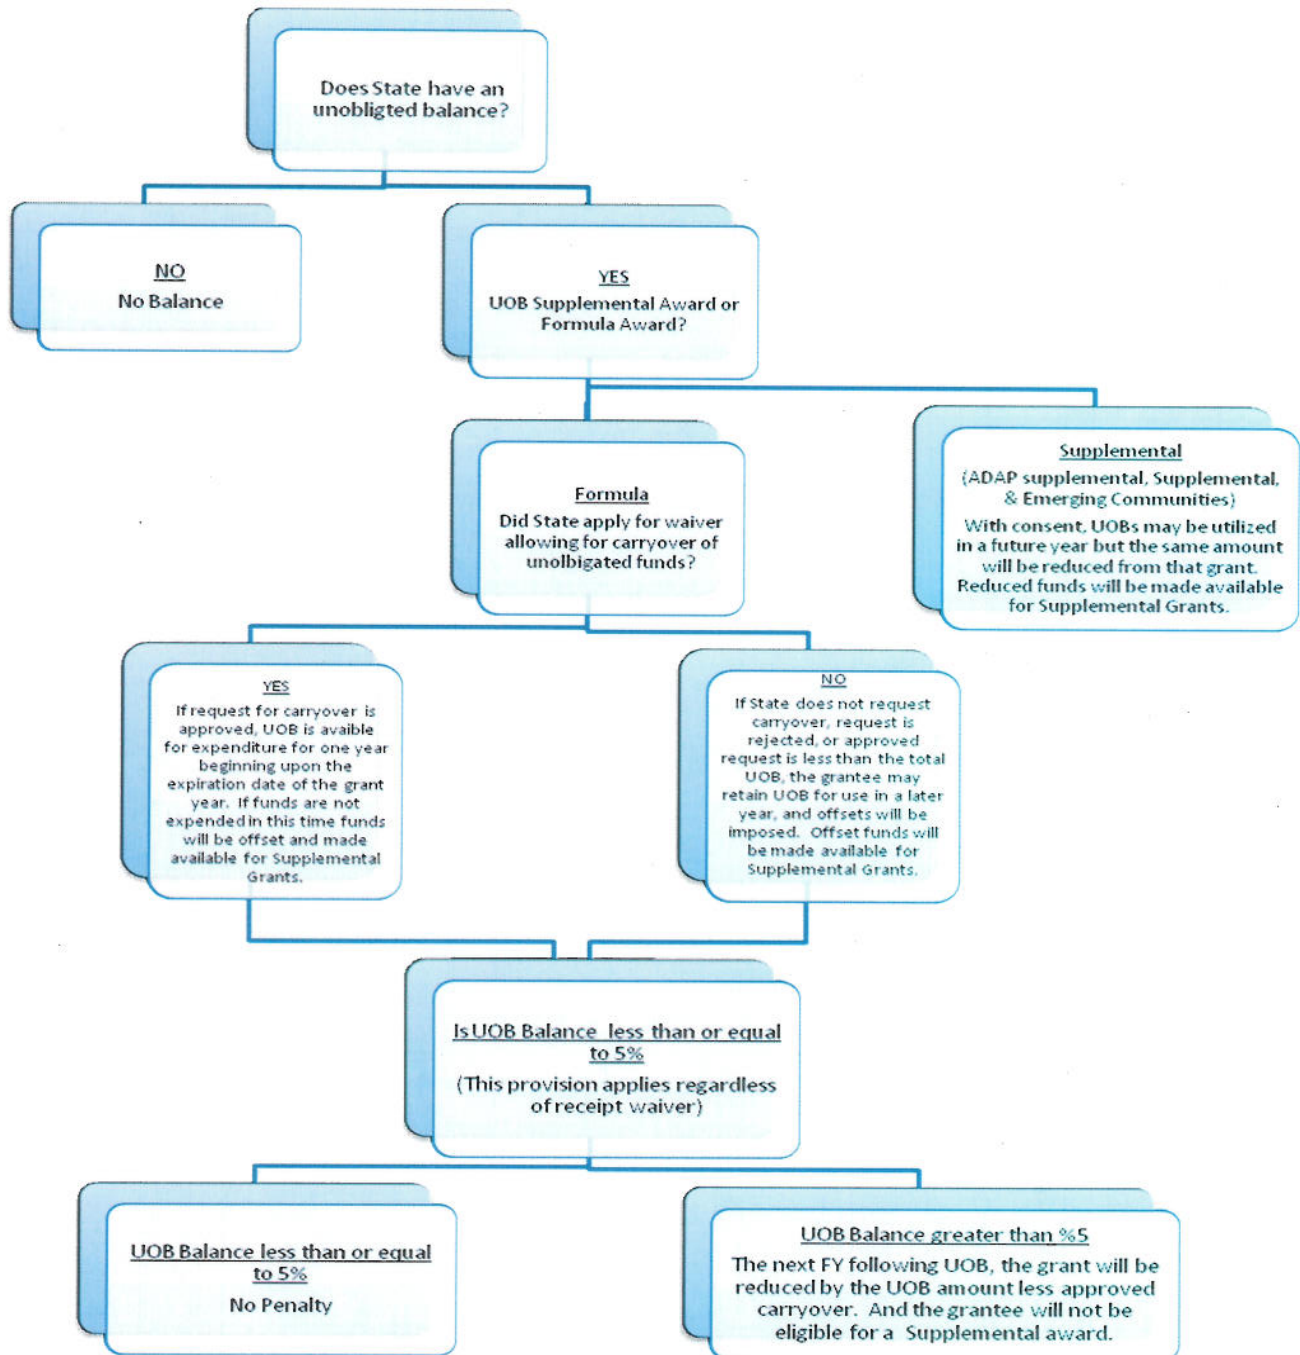 Does State have an
unobligted balance?
NO
No Balance
YES
UOB Supplemental Award or
Formula Award?
Formula
Did State apply for waiver
allowing for carryover of
unolbigated funds?
Supplemental
(ADAP supplemental, Supplemental,
& Emerging Communities)
With consent, UOBs may be utilized
in a future year but the same amount
will be reduced from that grant.
Reduced funds will be made available
for Supplemental Grants.
YES
If request for carryover is
approved, UOB is avaible
for expenditure for one year
beginning upon the
expiration date of the grant
year. If funds are not
expended in this time funds
will be offset and made
available for Supplemental
Grants.
NO
If State does not request
carryover, request is
rejected, or approved
request is less than the total
UOB, the grantee may
retain UOB for use in a later
year, and offsets will be
imposed. Offset funds will
be made available for
Supplemental Grants.
Is UOB Balance less than or equal
to 5%
(This provision applies regardless
of receipt waiver)
UOB Balance less than or equal
to 5%
No Penalty
UOB Balance greater than %5
The next FY following UOB, the grant will be
reduced by the UOB amount less approved
carryover. And the grantee will not be
eligible for a Supplemental award.